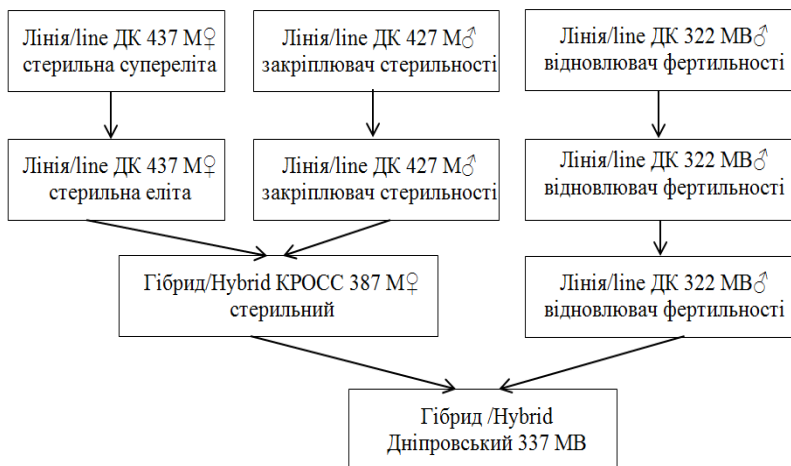 Лінія/line ДК 437 М♀
стерильна супереліта
Лінія/line ДК 427 М♂
закріплювач стерильності
Лінія/line ДК 322 МВ♂
відновлювач фертильності
Лінія/line ДК 437 М♀
стерильна еліта
Лінія/line ДК 427 М♂
закріплювач стерильності
Лінія/line ДК 322 МВ♂
відновлювач фертильності
Гібрид/Hybrid КРОСС 387 М♀
стерильний
Лінія/line ДК 322 МВ♂
відновлювач фертильності
Гібрид /Hybrid
Дніпровський 337 МВ